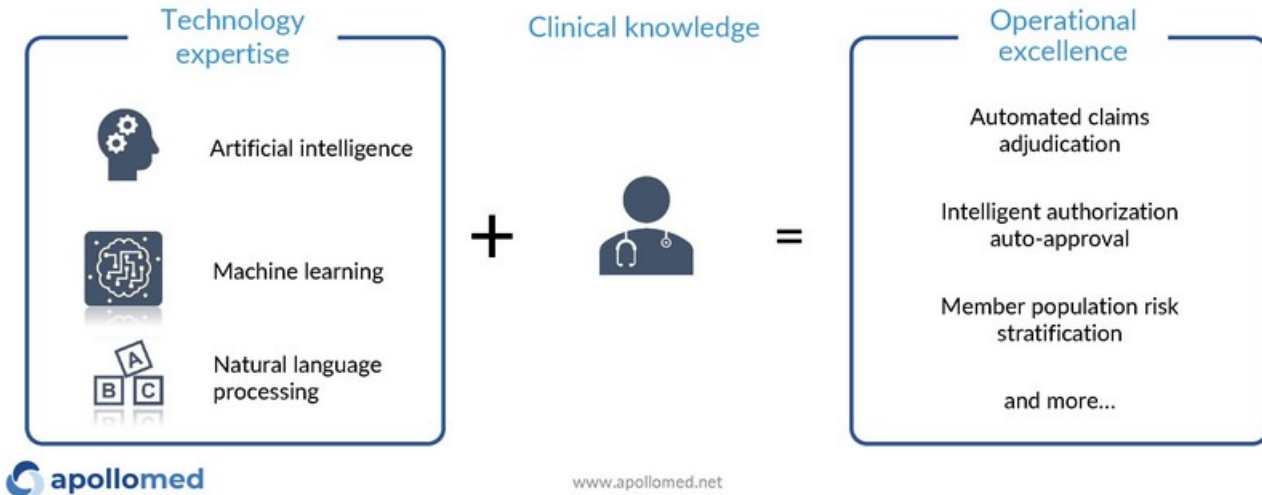 Technology
expertise
Artificial intelligence
Machine learning
Natural language
processing
A
B C
+
Clinical knowledge
=
Operational
excellence
Automated claims
adjudication
Intelligent authorization
auto-approval
Member population risk
stratification
and more...
apollomed
www.apollomed.net